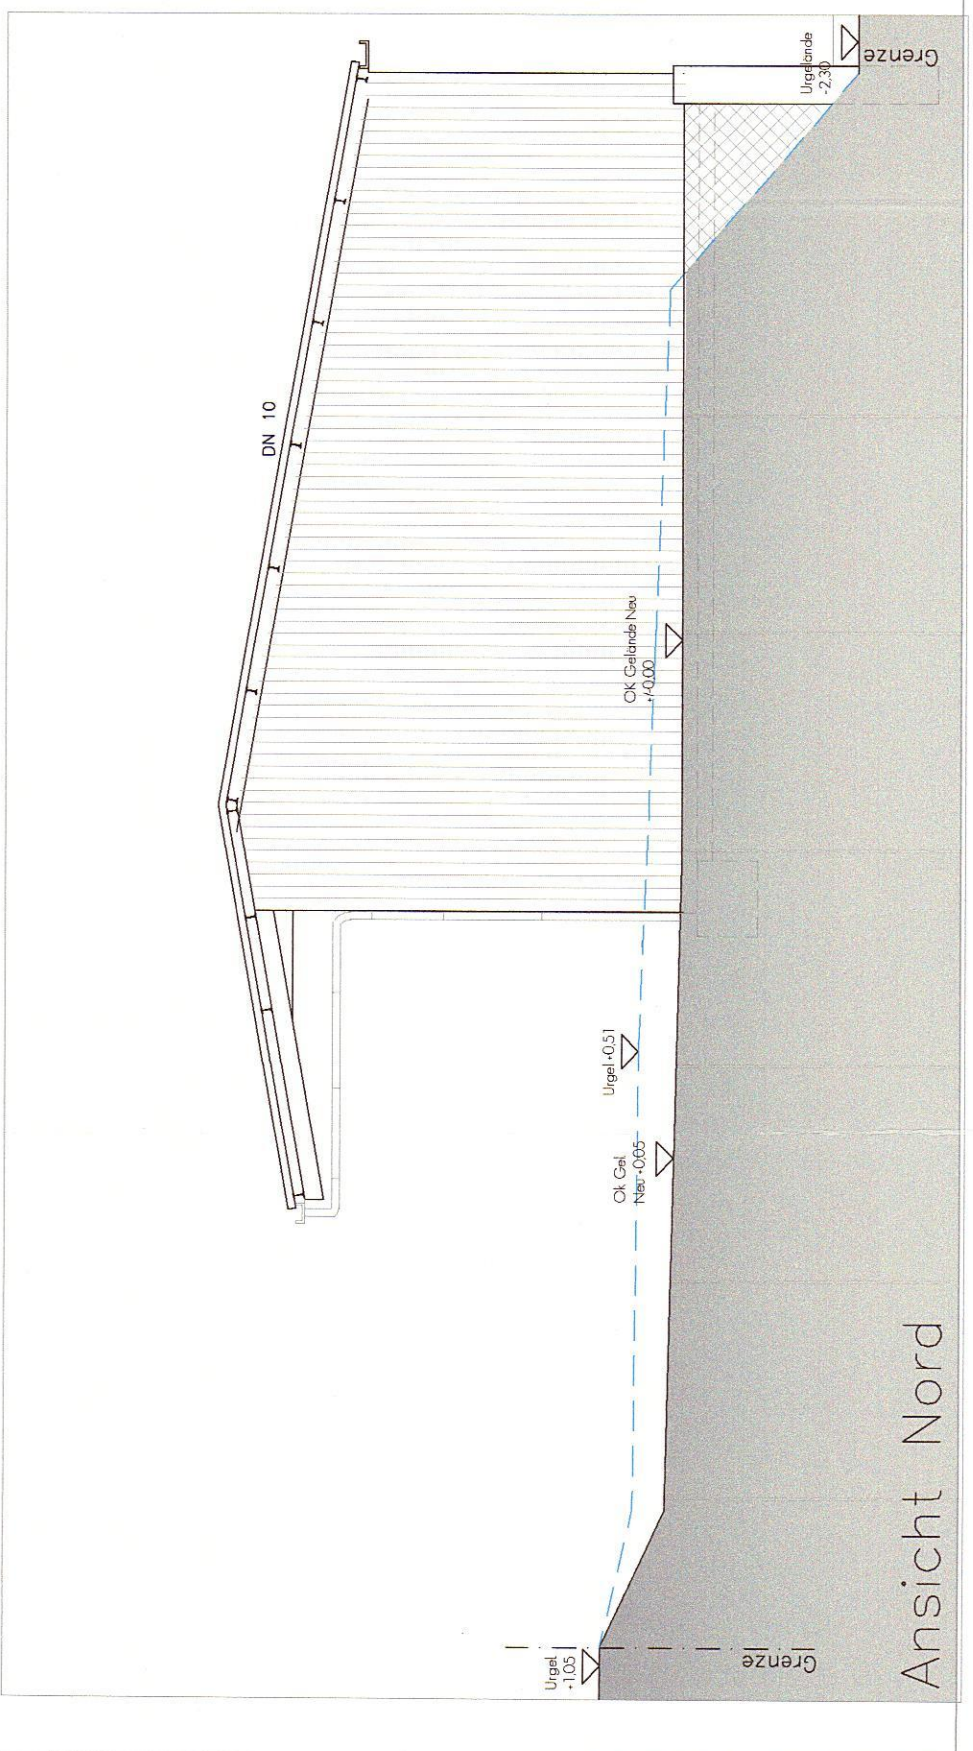 DN 10
Urgel.
+1.05
Grenze
Ok Gel.
Neu +0,05
Urgel +0,51
OK Gelände Neu
+/-0,00
Urgelände
-2,30
Grenze
Ansicht Nord